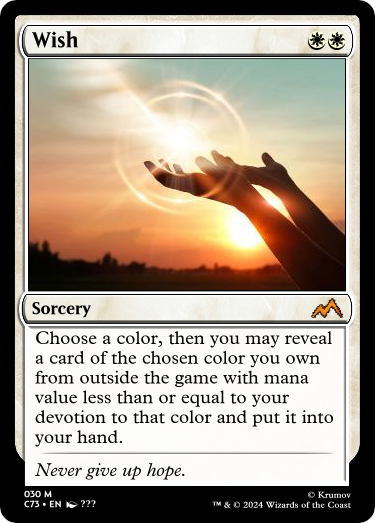 Wish
Sorcery
Choose a color, then you may reveal
a card of the chosen color you own
from outside the game with mana
value less than or equal to your
devotion to that color and put it into
your hand.
Never give up hope.
030 M
C73 • EN ???
© Krumov
™ & © 2024 Wizards of the Coast